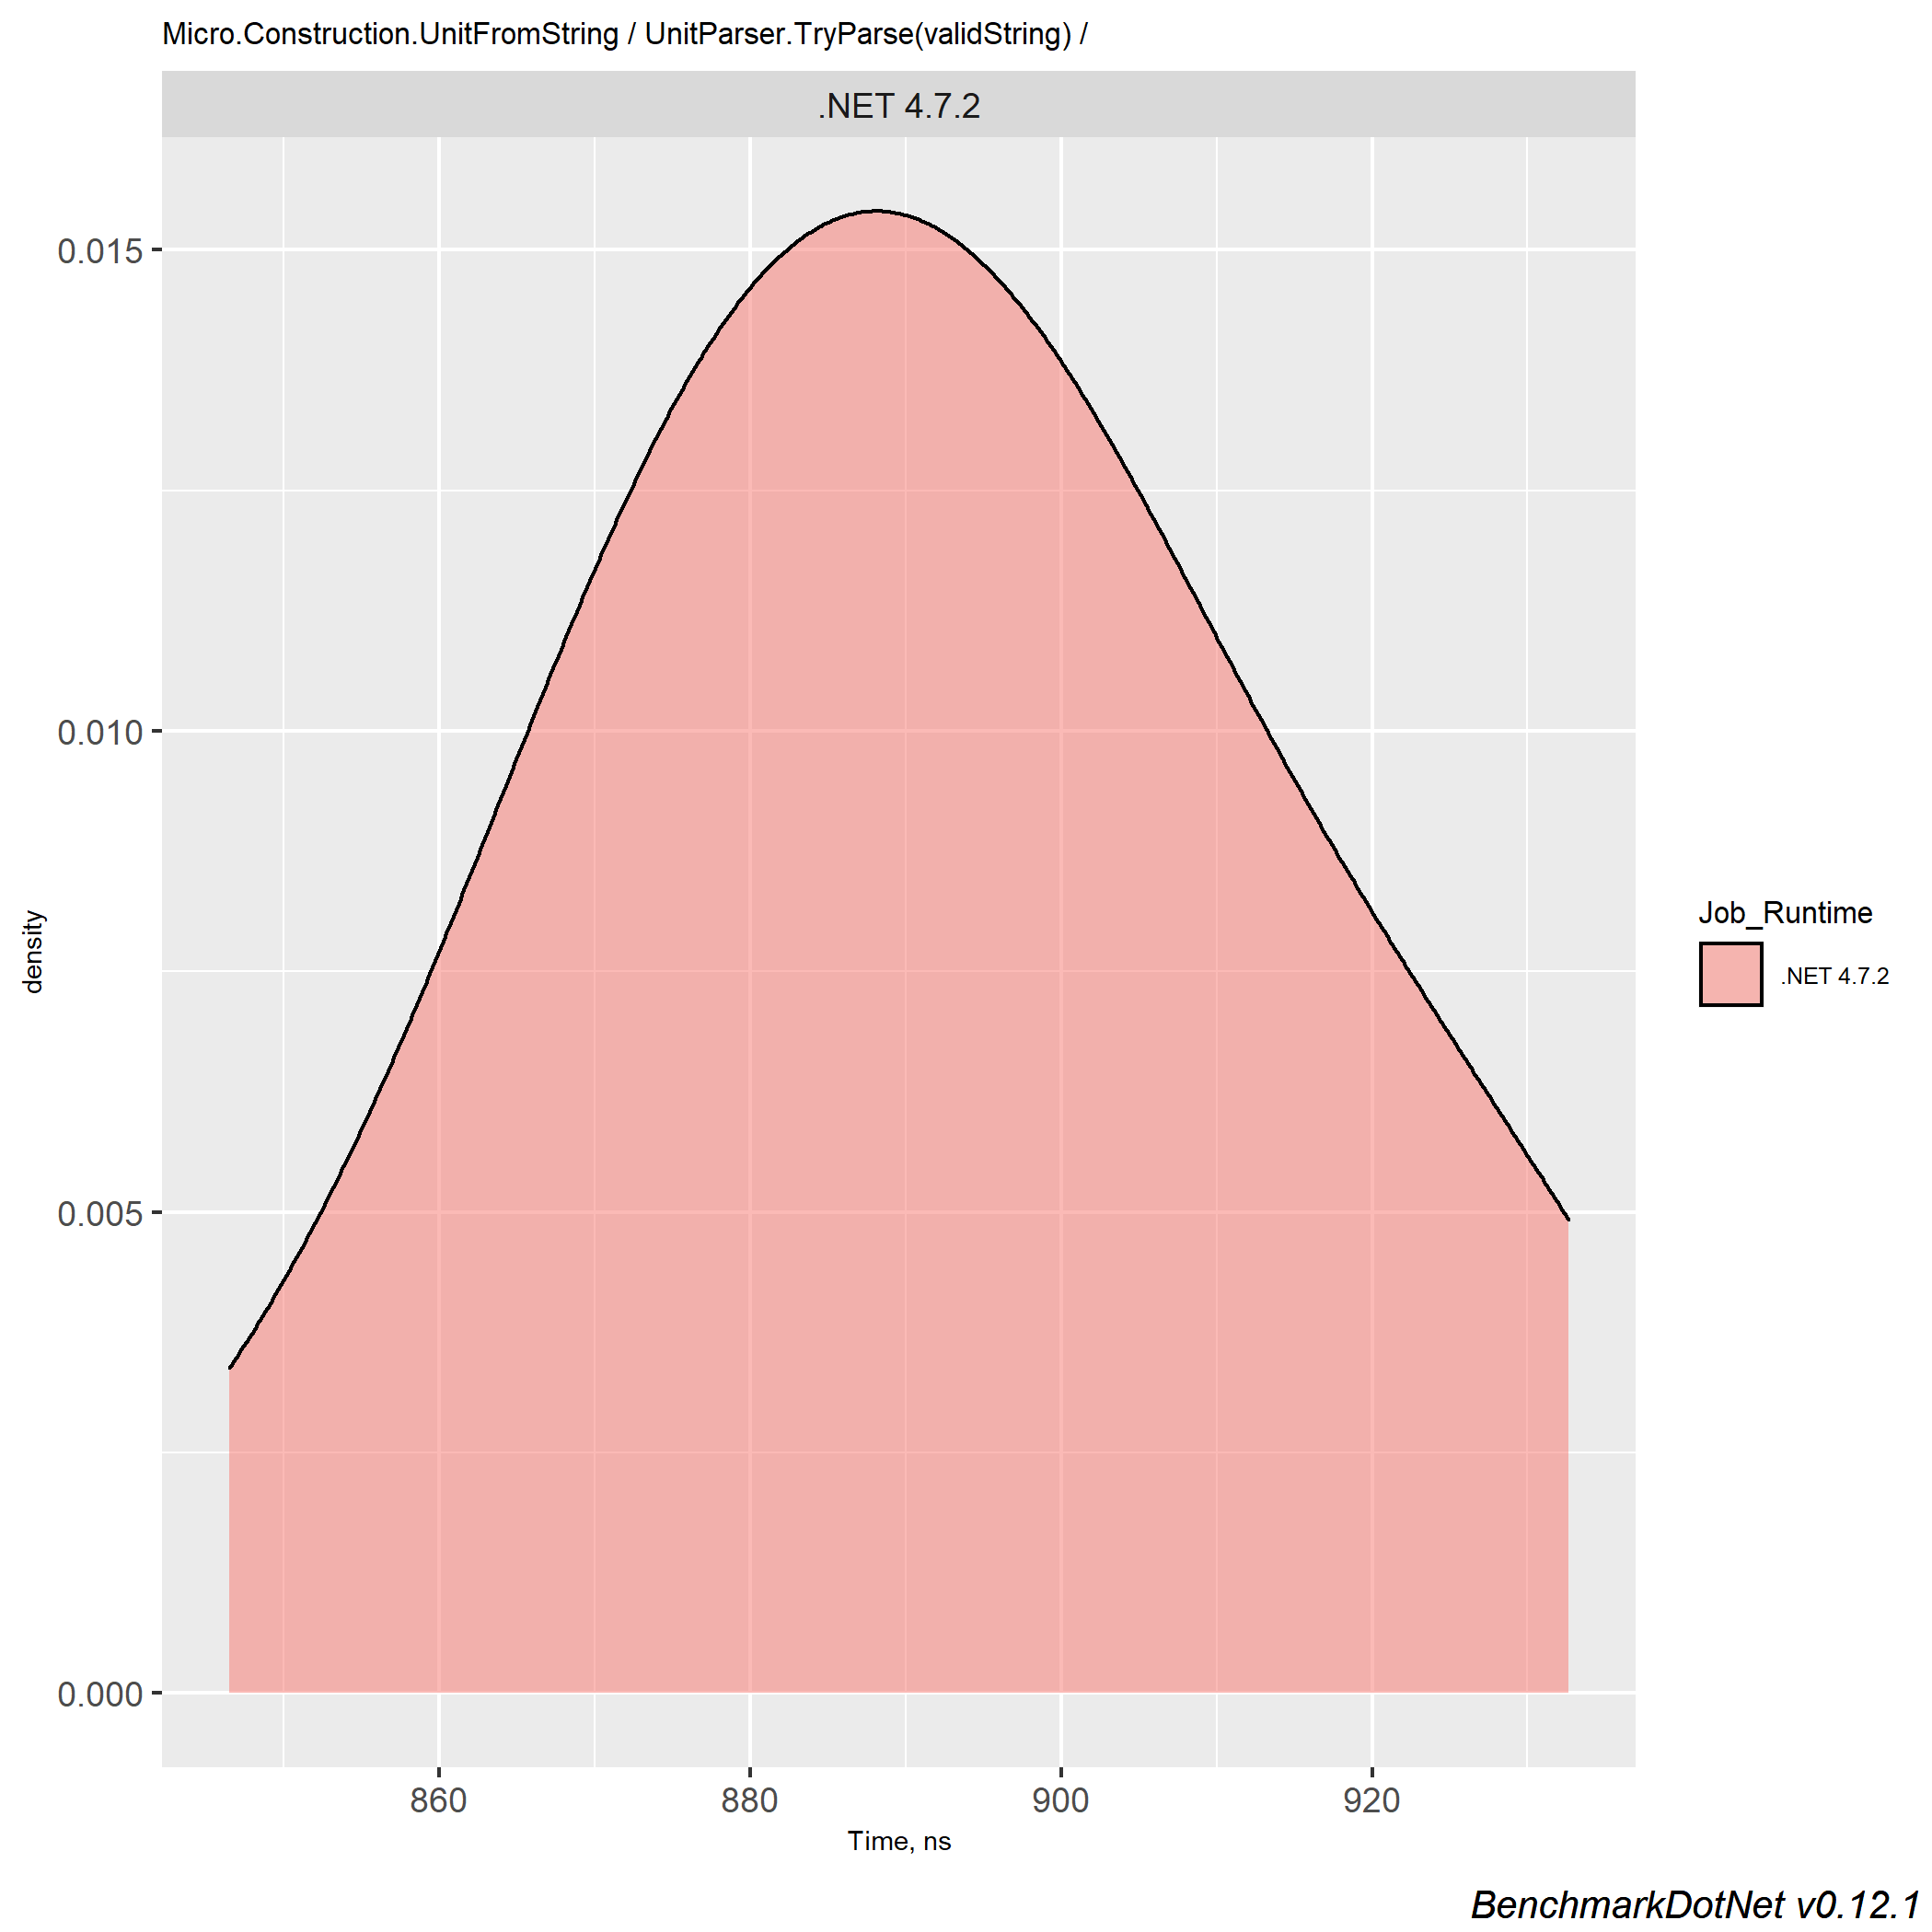 Micro.Construction.UnitFromString / UnitParser.TryParse(validString) /
.NET 4.7.2
0.015
0.010
0.005
0.000
density
860 880 900 920
Time, ns
Job_Runtime
.NET 4.7.2
BenchmarkDotNet v0.12.1